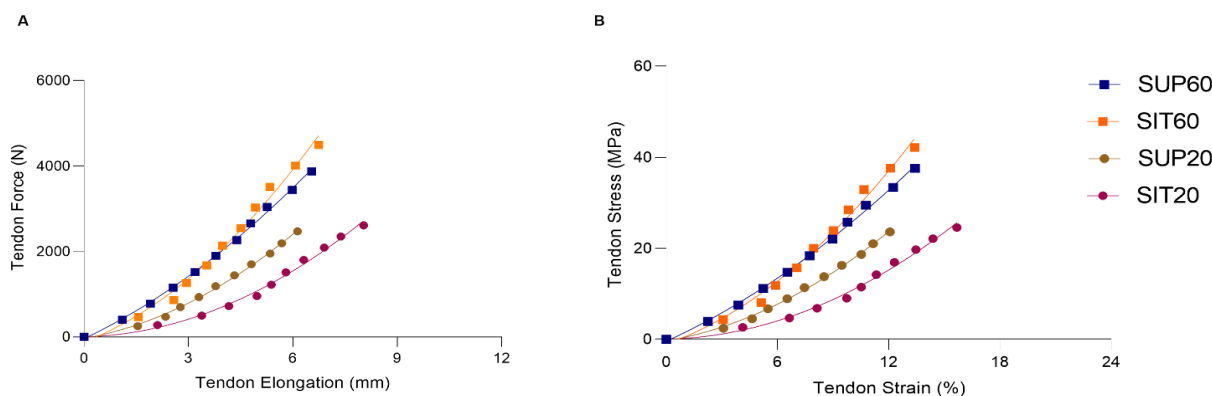 A
B
6000
4000
2000
0
Tendon Force (N)
0
3
6
9
12
Tendon Elongation (mm)
60
40
20
0
Tendon Stress (MPa)
0
6
12
18
24
Tendon Strain (%)
SUP60
SIT60
SUP20
SIT20